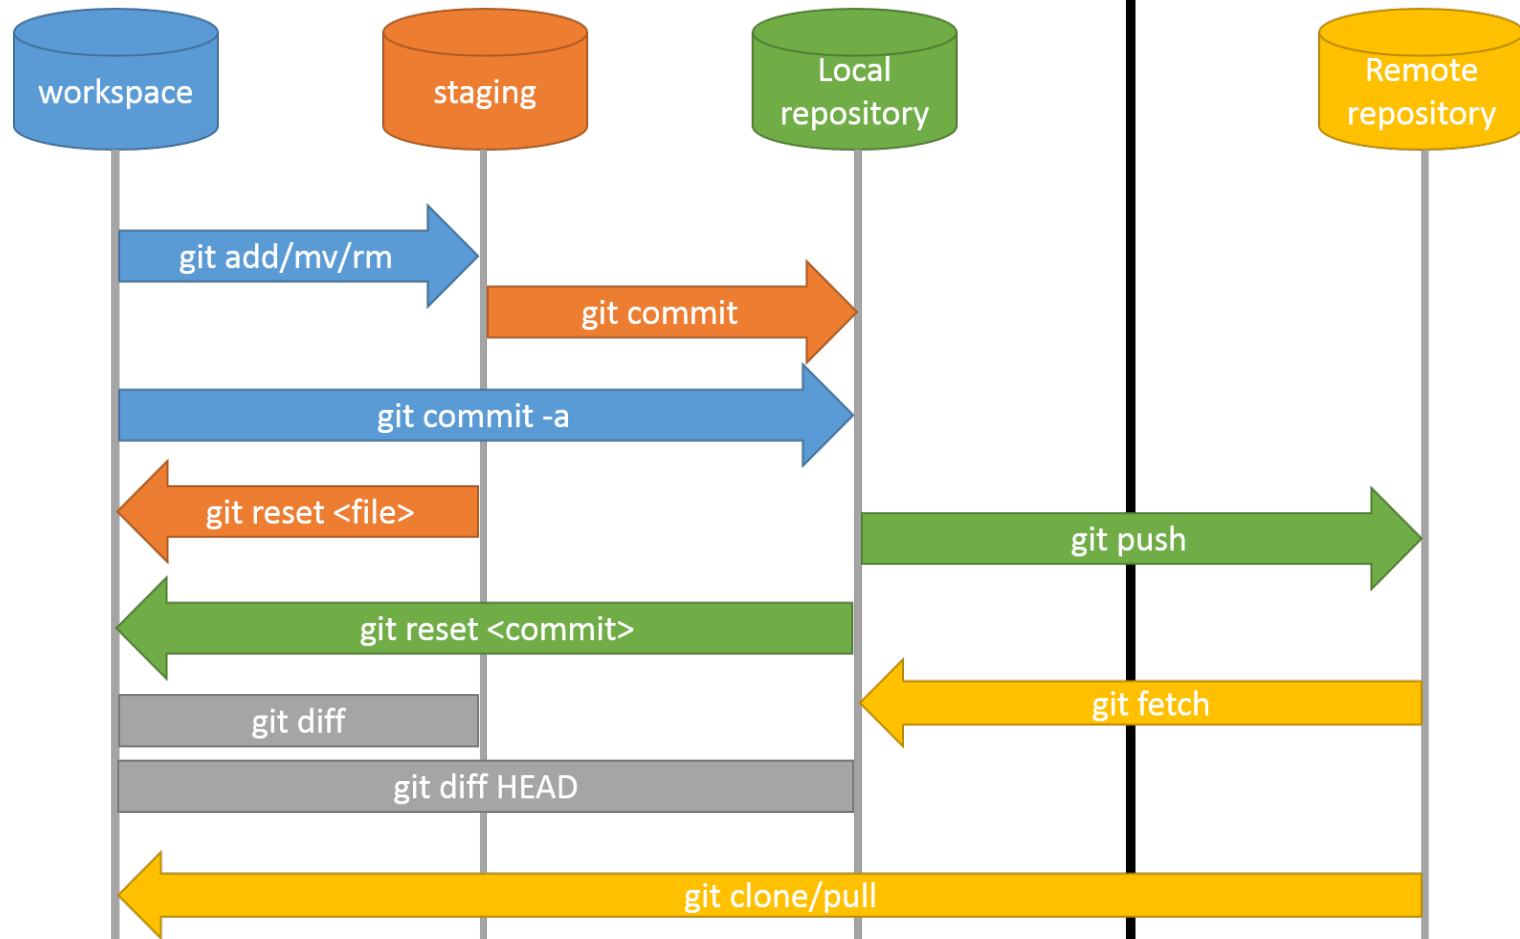 workspace
staging
Local
repository
Remote
repository
git add/mv/rm
git commit
git commit -a
git reset <file>
git push
git reset <commit>
git fetch
git diff
git diff HEAD
git clone/pull